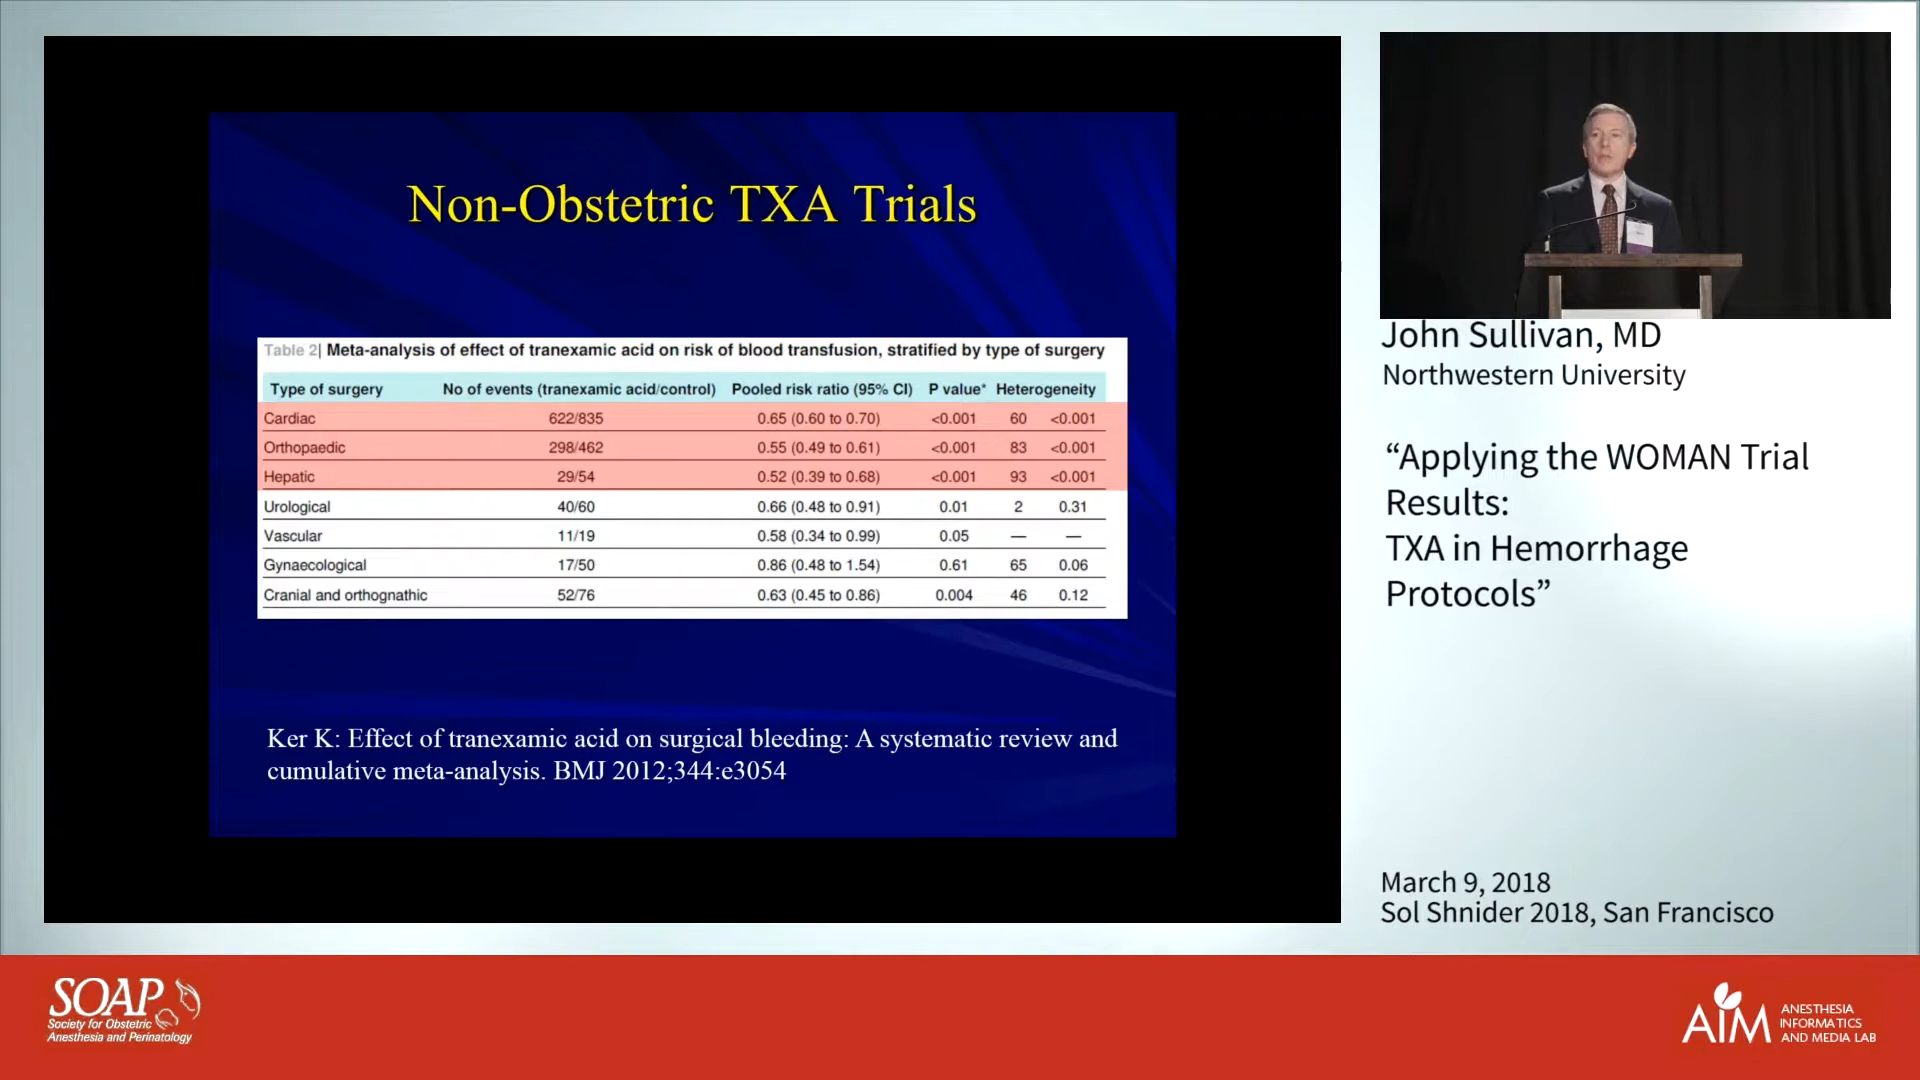 Non-Obstetric TXA Trials
Table 2| Meta-analysis of effect of tranexamic acid on risk of blood transfusion, stratified by type of surgery
Type of surgery No of events (tranexamic acid/control) Pooled risk ratio (95% CI) P value* Heterogeneity
Cardiac 622/835 0.65 (0.60 to 0.70) <0.001 60 <0.001
Orthopaedic 298/462 0.55 (0.49 to 0.61) <0.001 83 <0.001
Hepatic 29/54 0.52 (0.39 to 0.68) <0.001 93 <0.001
Urological 40/60 0.66 (0.48 to 0.91) 0.01 2 0.31
Vascular 11/19 0.58 (0.34 to 0.99) 0.05 — —
Gynaecological 17/50 0.86 (0.48 to 1.54) 0.61 65 0.06
Cranial and orthognathic 52/76 0.63 (0.45 to 0.86) 0.004 46 0.12
Ker K: Effect of tranexamic acid on surgical bleeding: A systematic review and
cumulative meta-analysis. BMJ 2012;344:e3054
John Sullivan, MD
Northwestern University
“Applying the WOMAN Trial
Results:
TXA in Hemorrhage
Protocols”
March 9, 2018
Sol Shnider 2018, San Francisco
SOAP
Society for Obstetric
Anesthesia and Perinatology
AIM
ANESTHESIA
INFORMATICS
AND MEDIA LAB